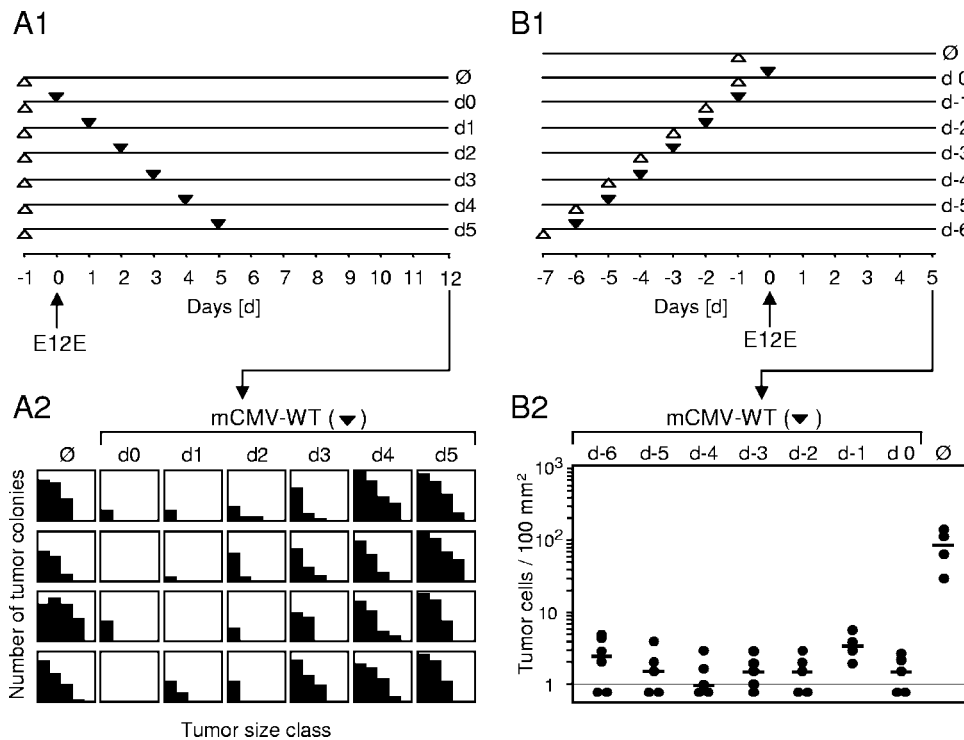 A1
Ø
d0
d1
d2
d3
d4
d5
-1 0 1 2 3 4 5 6 7 8 9 10 11 12
Days [d]
E12E
B1
Ø
d 0
d-1
d-2
d-3
d-4
d-5
d-6
-7 -6 -5 -4 -3 -2 -1 0 1 2 3 4 5
Days [d]
E12E
A2
mCMV-WT ( )
Ø d0 d1 d2 d3 d4 d5
Number of tumor colonies
Tumor size class
B2
mCMV-WT ( )
d-6 d-5 d-4 d-3 d-2 d-1 d 0 Ø
Tumor cells / 100 mm²
10³
10²
10
1